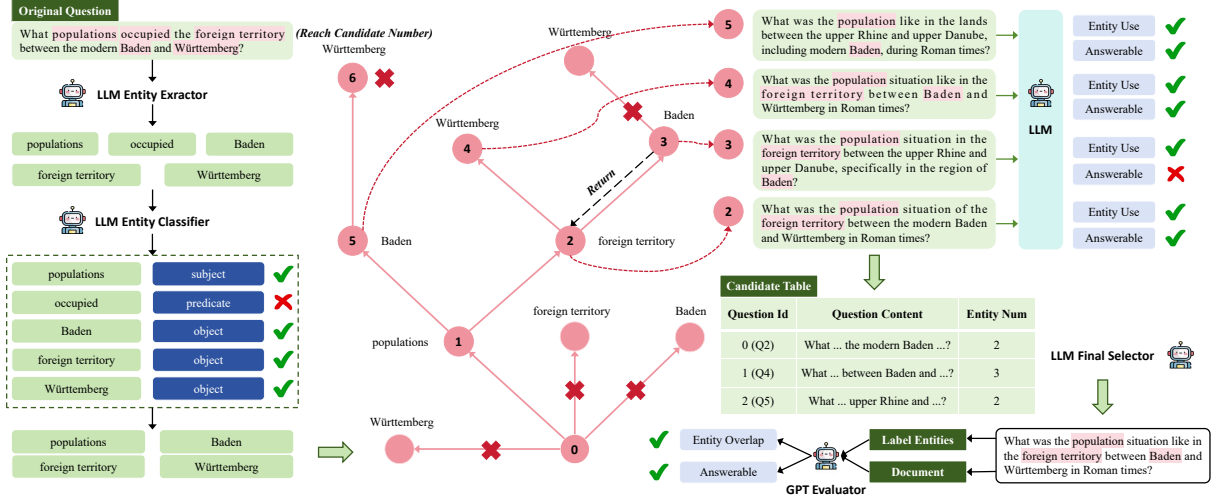 Original Question
What populations occupied the foreign territory
between the modern Baden and Württemberg?
LLM Entity Exractor
populations
occupied
Baden
foreign territory
Württemberg
LLM Entity Classifier
populations
subject
occupied
predicate
Baden
object
foreign territory
object
Württemberg
object
populations
Baden
foreign territory
Württemberg
(Reach Candidate Number)
Württemberg
6
Württemberg
Württemberg
4
Baden
3
Return
5
Baden
2
foreign territory
populations
1
foreign territory
Baden
Württemberg
0
5
What was the population like in the lands
between the upper Rhine and upper Danube,
including modern Baden, during Roman times?
4
What was the population situation like in the
foreign territory between Baden and
Württemberg in Roman times?
3
What was the population situation in the
foreign territory between the upper Rhine and
upper Danube, specifically in the region of
Baden?
2
What was the population situation of the
foreign territory between the modern Baden
and Württemberg in Roman times?
LLM
Entity Use
Answerable
Entity Use
Answerable
Entity Use
Answerable
Entity Use
Answerable
Candidate Table
Question Id
Question Content
Entity Num
0 (Q2)
What ... the modern Baden ...?
2
1 (Q4)
What ... between Baden and ...?
3
2 (Q5)
What ... upper Rhine and ...?
2
LLM Final Selector
What was the population situation like in
the foreign territory between Baden and
Württemberg in Roman times?
Label Entities
Document
GPT Evaluator
Entity Overlap
Answerable